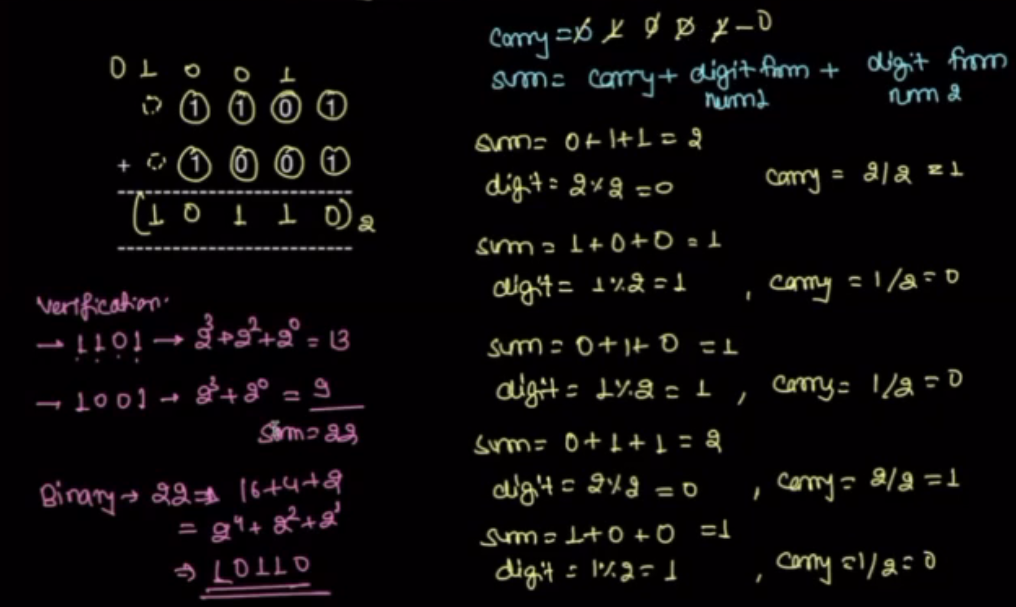 0 1 0 0 1
0 1 1 0 1
+ 0 1 0 0 1
(1 0 1 1 0)2
verification:
→ 1101 → 2^3+2^2+2^0 = 13
→ 1001 → 2^3+2^0 = 9
sum=22
Binary→ 22⇒ 16+4+2
= 2^4+2^2+2^1
⇒ 10110
carry = 0 1 0 0 1 - 0
sum= carry + digit from num1 + digit from num2
sum= 0+1+1 = 2
digit = 2%2 = 0 carry = 2/2 = 1
sum = 1+0+0 = 1
digit = 1%2=1 , carry = 1/2=0
sum= 0+1+0 =1
digit = 1%2 = 1 , carry= 1/2=0
sum= 0+1+1 = 2
digit = 2%2 =0 , carry= 2/2=1
sum=1+0+0 =1
digit = 1%2= 1 , carry =1/2=0